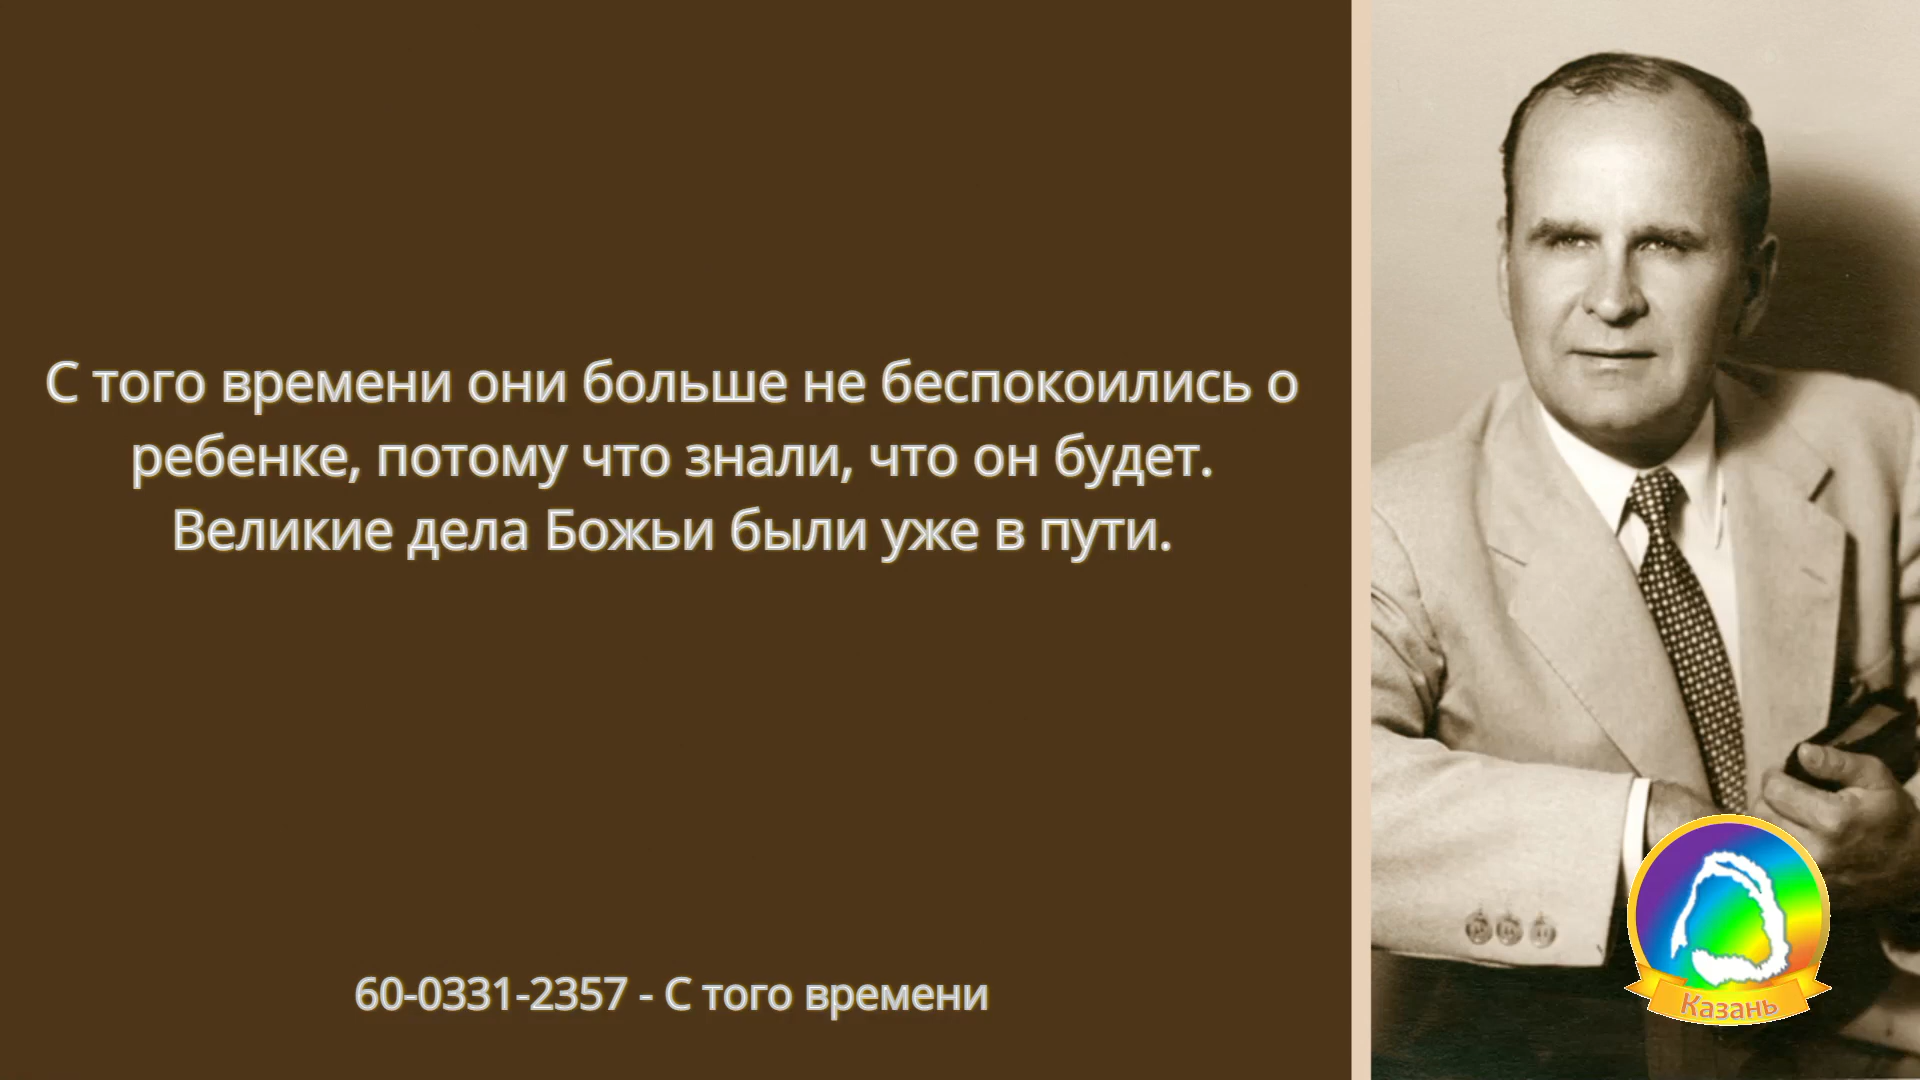 С того времени они больше не беспокоились о
ребенке, потому что знали, что он будет.
Великие дела Божьи были уже в пути.
60-0331-2357 - С того времени
Казань